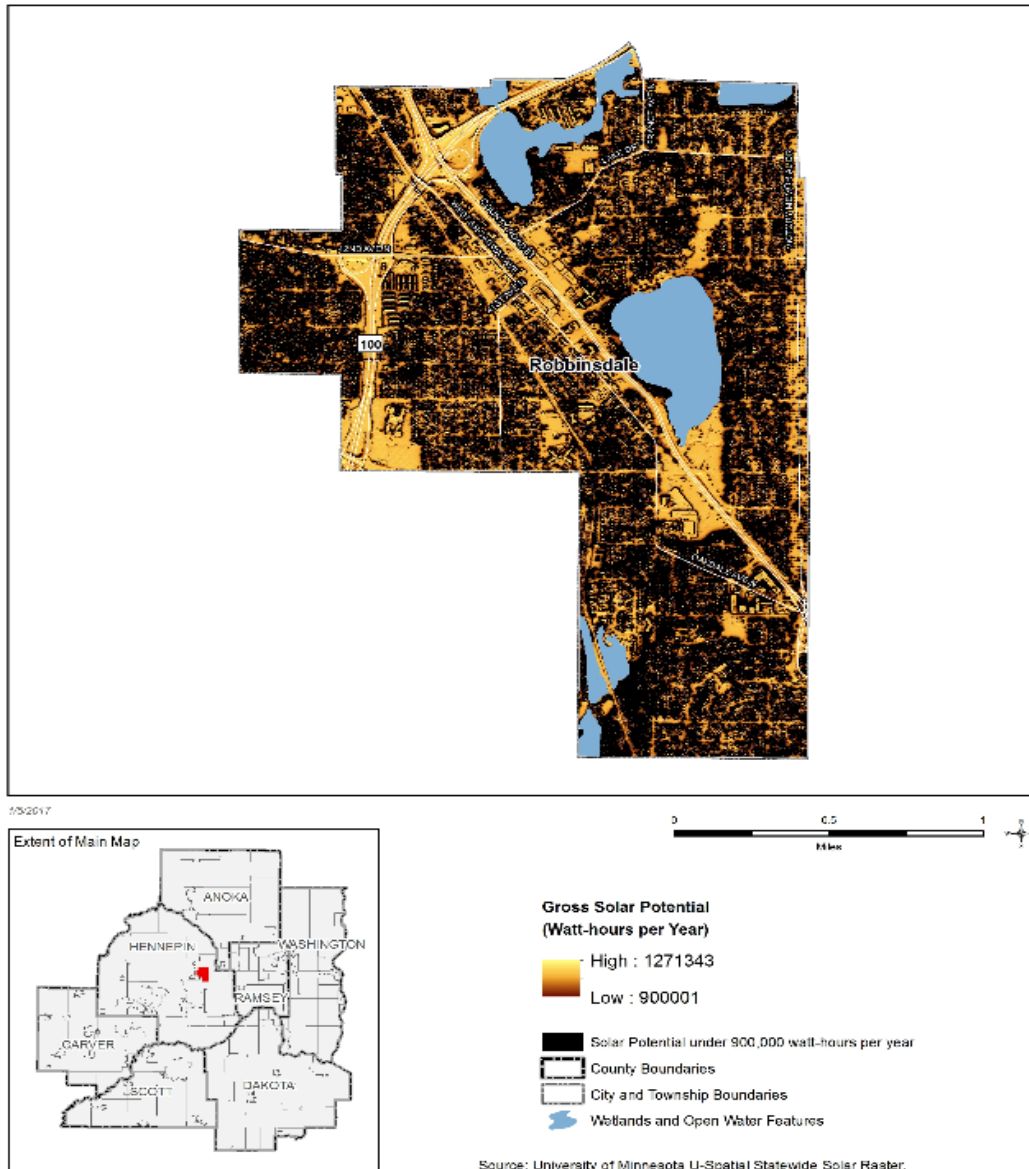 42ND AVE N
100
Robbinsdale
1/5/2017
Extent of Main Map
ANOKA
HENNEPIN
WASHINGTON
RAMSEY
CARVER
SCOTT
DAKOTA
0
0.5
1
Miles
Gross Solar Potential
(Watt-hours per Year)
High : 1271343
Low : 900001
Solar Potential under 900,000 watt-hours per year
County Boundaries
City and Township Boundaries
Wetlands and Open Water Features
Source: University of Minnesota U-Spatial Statewide Solar Raster.